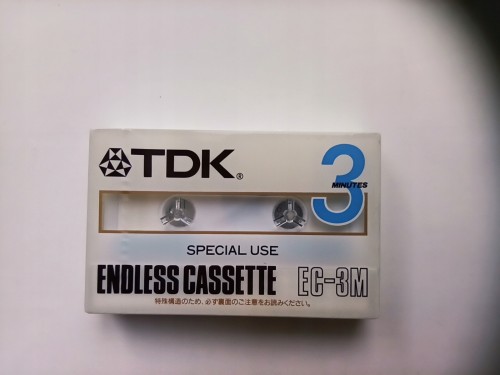 TDK®
3
MINUTES
SPECIAL USE
ENDLESS CASSETTE EC-3M
特殊構造のため、必ず裏面のご注意をお読みください。